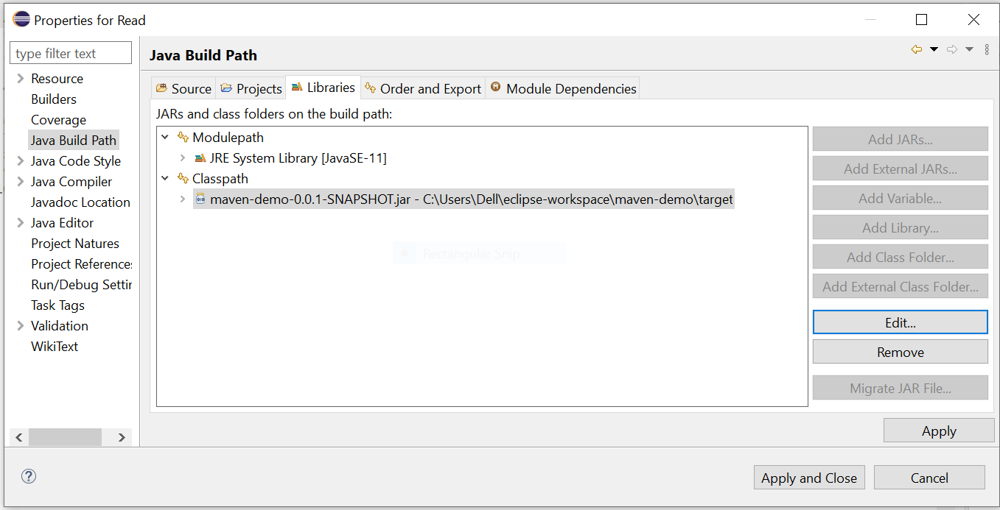 Properties for Read
type filter text
Resource
Builders
Coverage
Java Build Path
Java Code Style
Java Compiler
Javadoc Location
Java Editor
Project Natures
Project References
Run/Debug Settin
Task Tags
Validation
WikiText
Java Build Path
Source Projects Libraries Order and Export Module Dependencies
JARs and class folders on the build path:
Modulepath
JRE System Library [JavaSE-11]
Classpath
maven-demo-0.0.1-SNAPSHOT.jar - C:\Users\Dell\eclipse-workspace\maven-demo\target
Rectangular Snip
Add JARs...
Add External JARs...
Add Variable...
Add Library...
Add Class Folder...
Add External Class Folder...
Edit...
Remove
Migrate JAR File...
Apply
?
Apply and Close Cancel